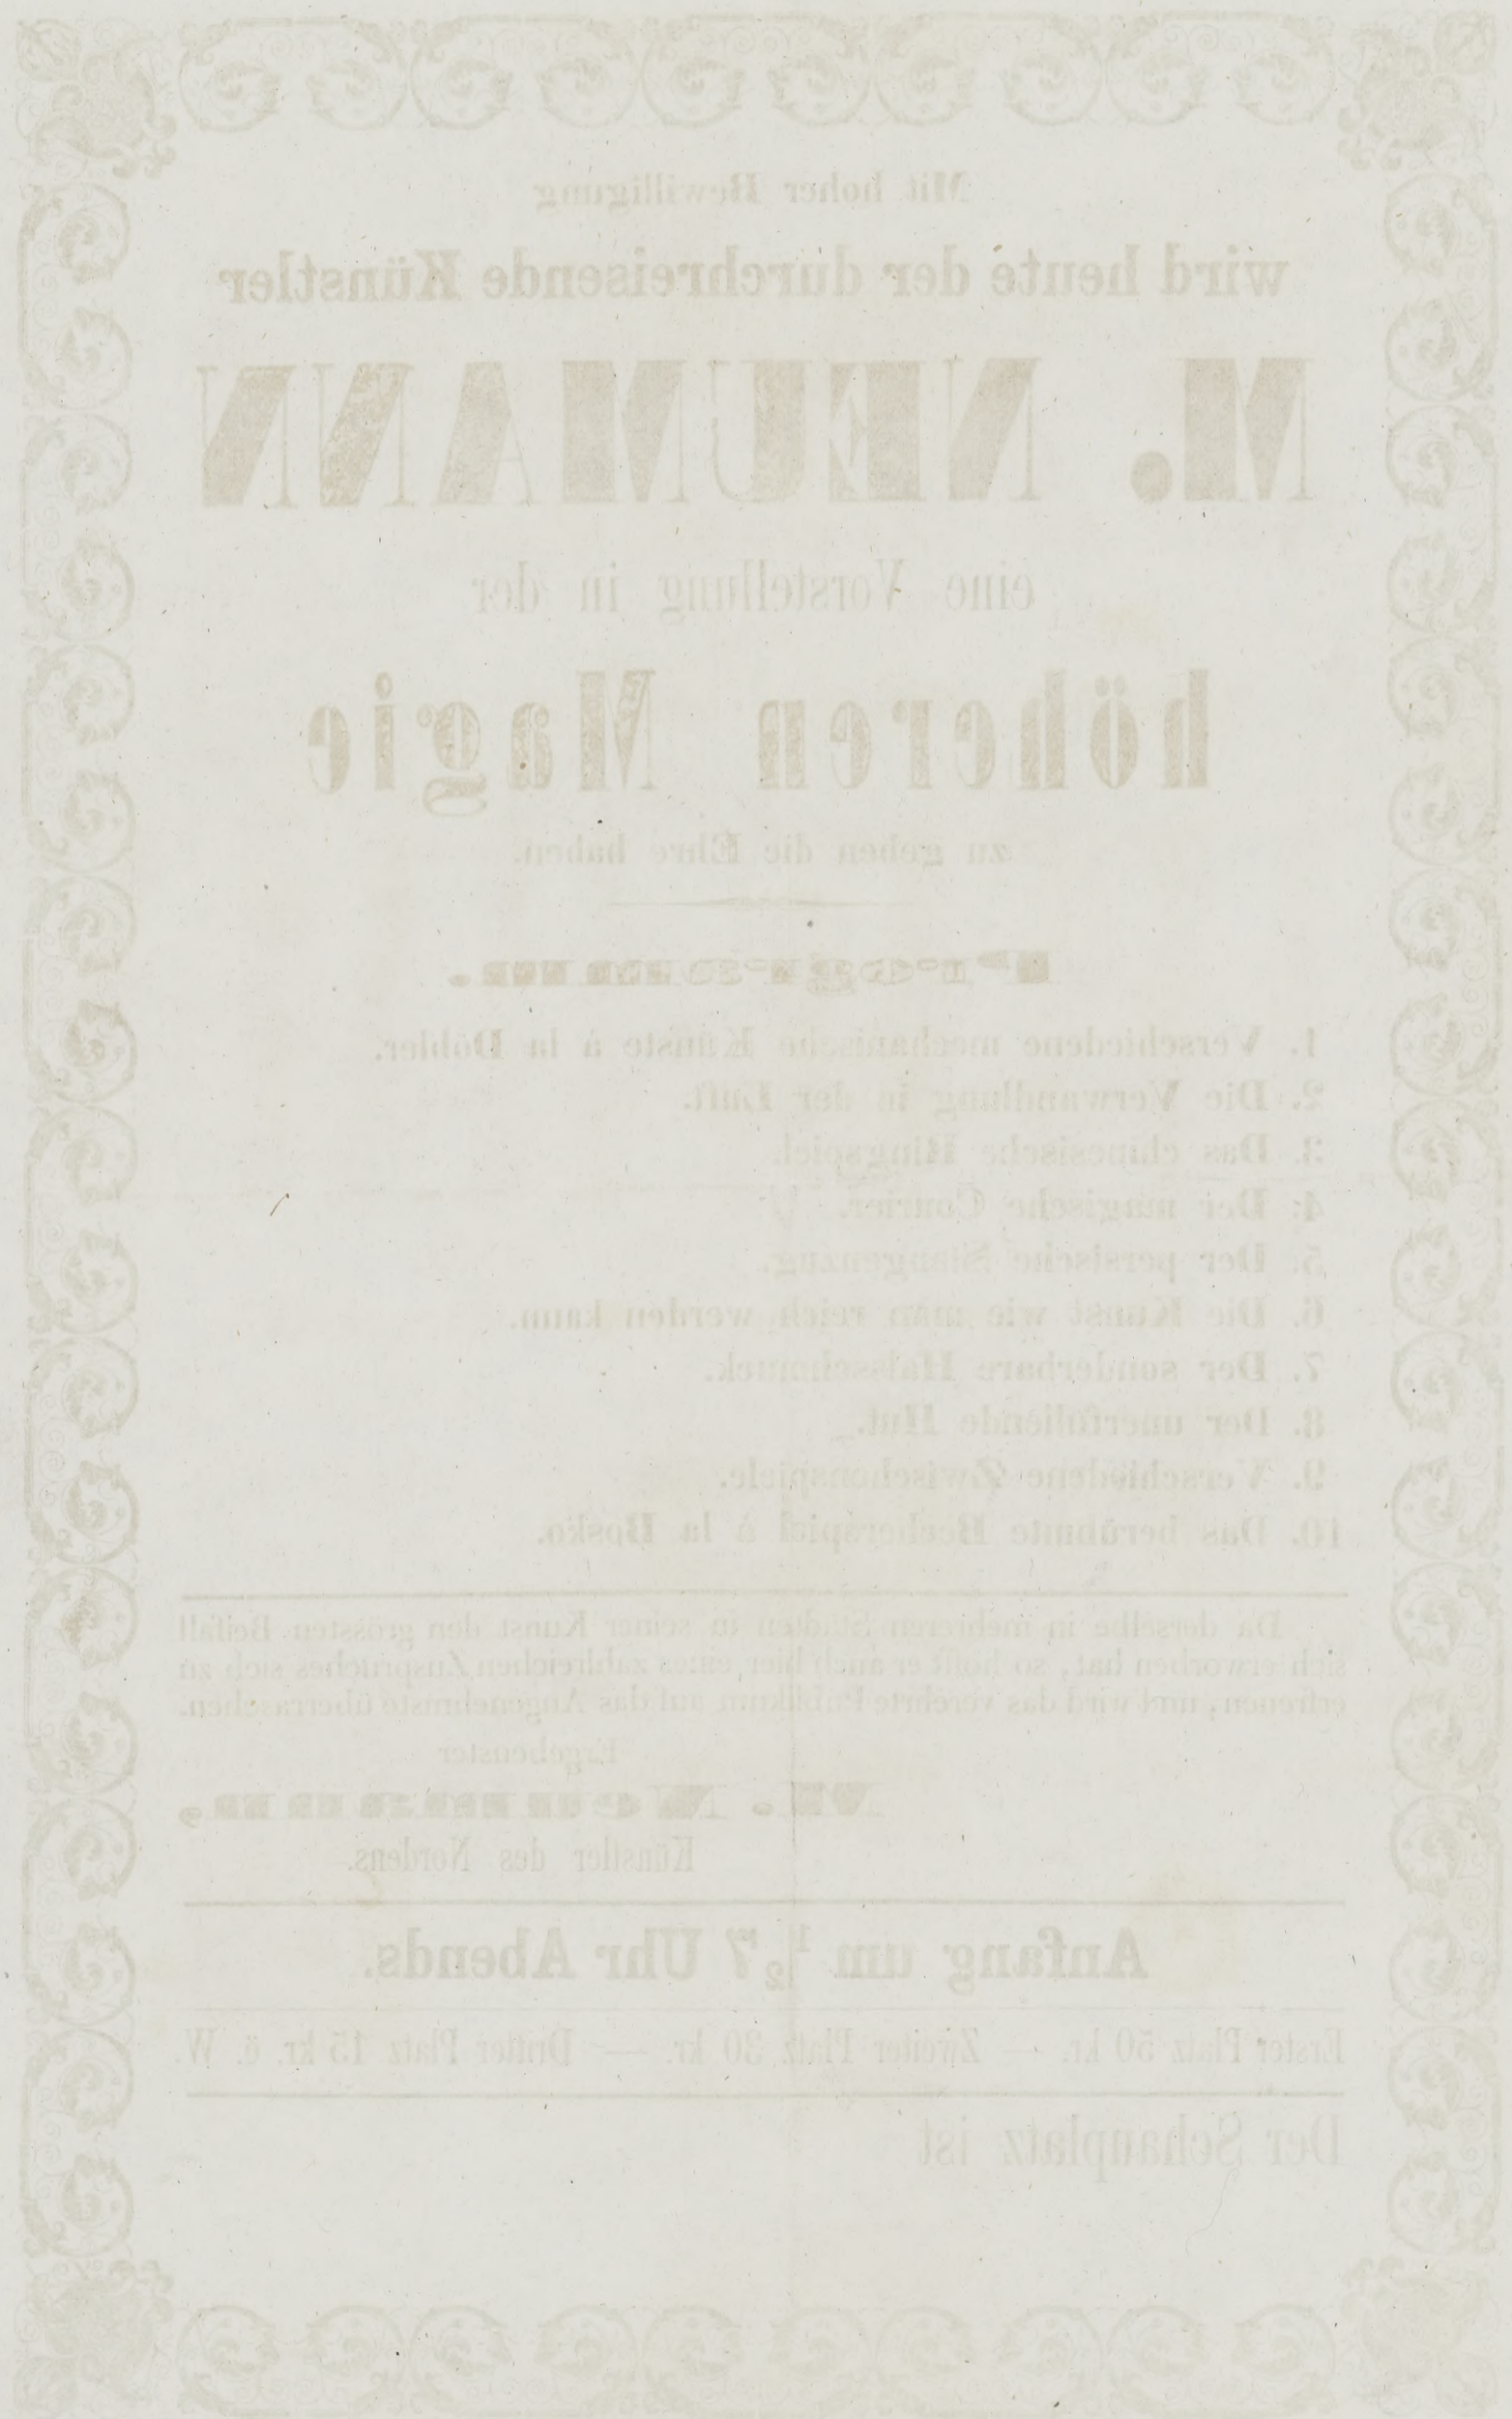 Mit hoher Bewilligung
wird heute der durchreisende Künstler
M. NEUMANN
eine Vorstellung in der
höheren Magie
zu geben die Ehre haben.
Programm.
1. Verschiedene mechanische Künste à la Döbler.
2. Die Verwandlung in der Luft.
3. Das chinesische Ringspiel.
4. Der magische Courier.
5. Der persische Stangenzug.
6. Die Kunst wie man reich werden kann.
7. Der sonderbare Halsschmuck.
8. Der unerfüllende Hut.
9. Verschiedene Zwischenspiele.
10. Das berühmte Becherspiel à la Bosko.
Da derselbe in mehreren Städten in seiner Kunst den grössten Beifall
sich erworben hat, so hofft er auch hier eines zahlreichen Zuspruches sich zu
erfreuen, und wird das verehrte Publikum auf das Angenehmste überraschen.
Ergebenster
M. Neumann,
Künstler des Nordens.
Anfang um ½7 Uhr Abends.
Erster Platz 50 kr. — Zweiter Platz 30 kr. — Dritter Platz 15 kr. ö. W.
Der Schauplatz ist